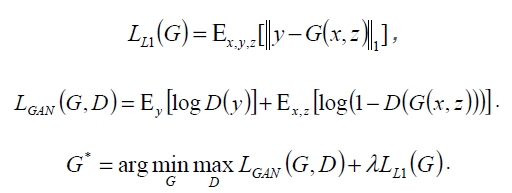 L_{L1}(G) = E_{x,y,z}[‖y − G(x, z)‖_1],
L_{GAN}(G, D) = E_y[log D(y)] + E_{x,z}[log(1 − D(G(x, z)))].
G^* = arg min_G max_D L_{GAN}(G, D) + λL_{L1}(G).